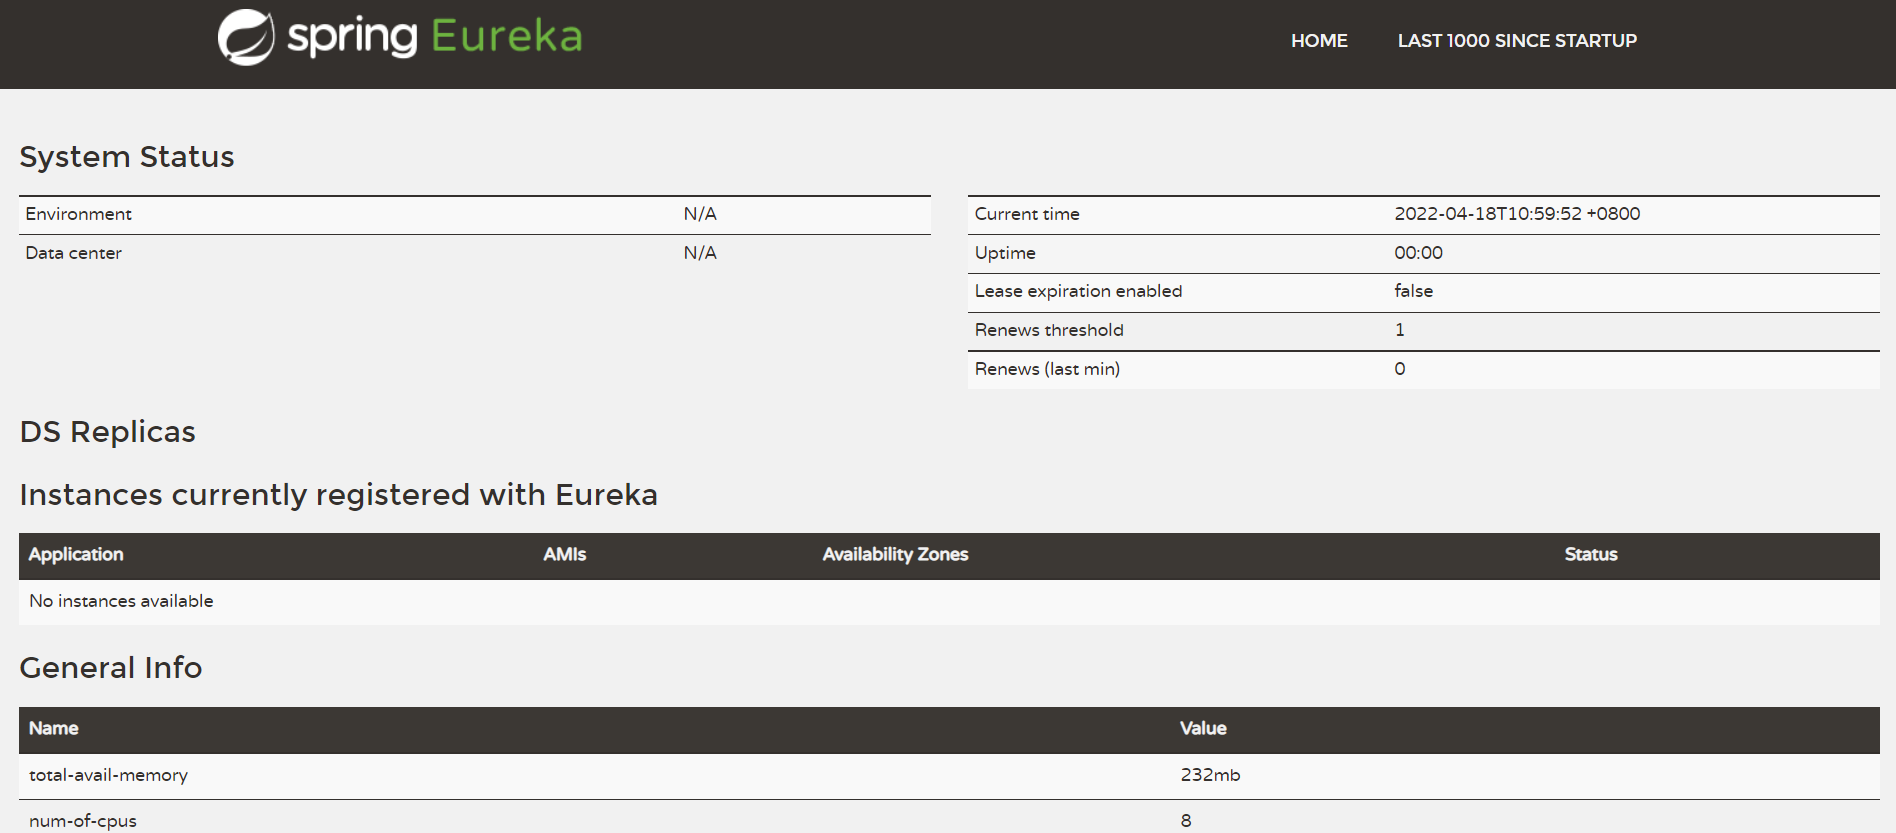 spring Eureka
HOME LAST 1000 SINCE STARTUP
System Status
Environment N/A
Data center N/A
Current time 2022-04-18T10:59:52 +0800
Uptime 00:00
Lease expiration enabled false
Renews threshold 1
Renews (last min) 0
DS Replicas
Instances currently registered with Eureka
Application AMIs Availability Zones Status
No instances available
General Info
Name Value
total-avail-memory 232mb
num-of-cpus 8